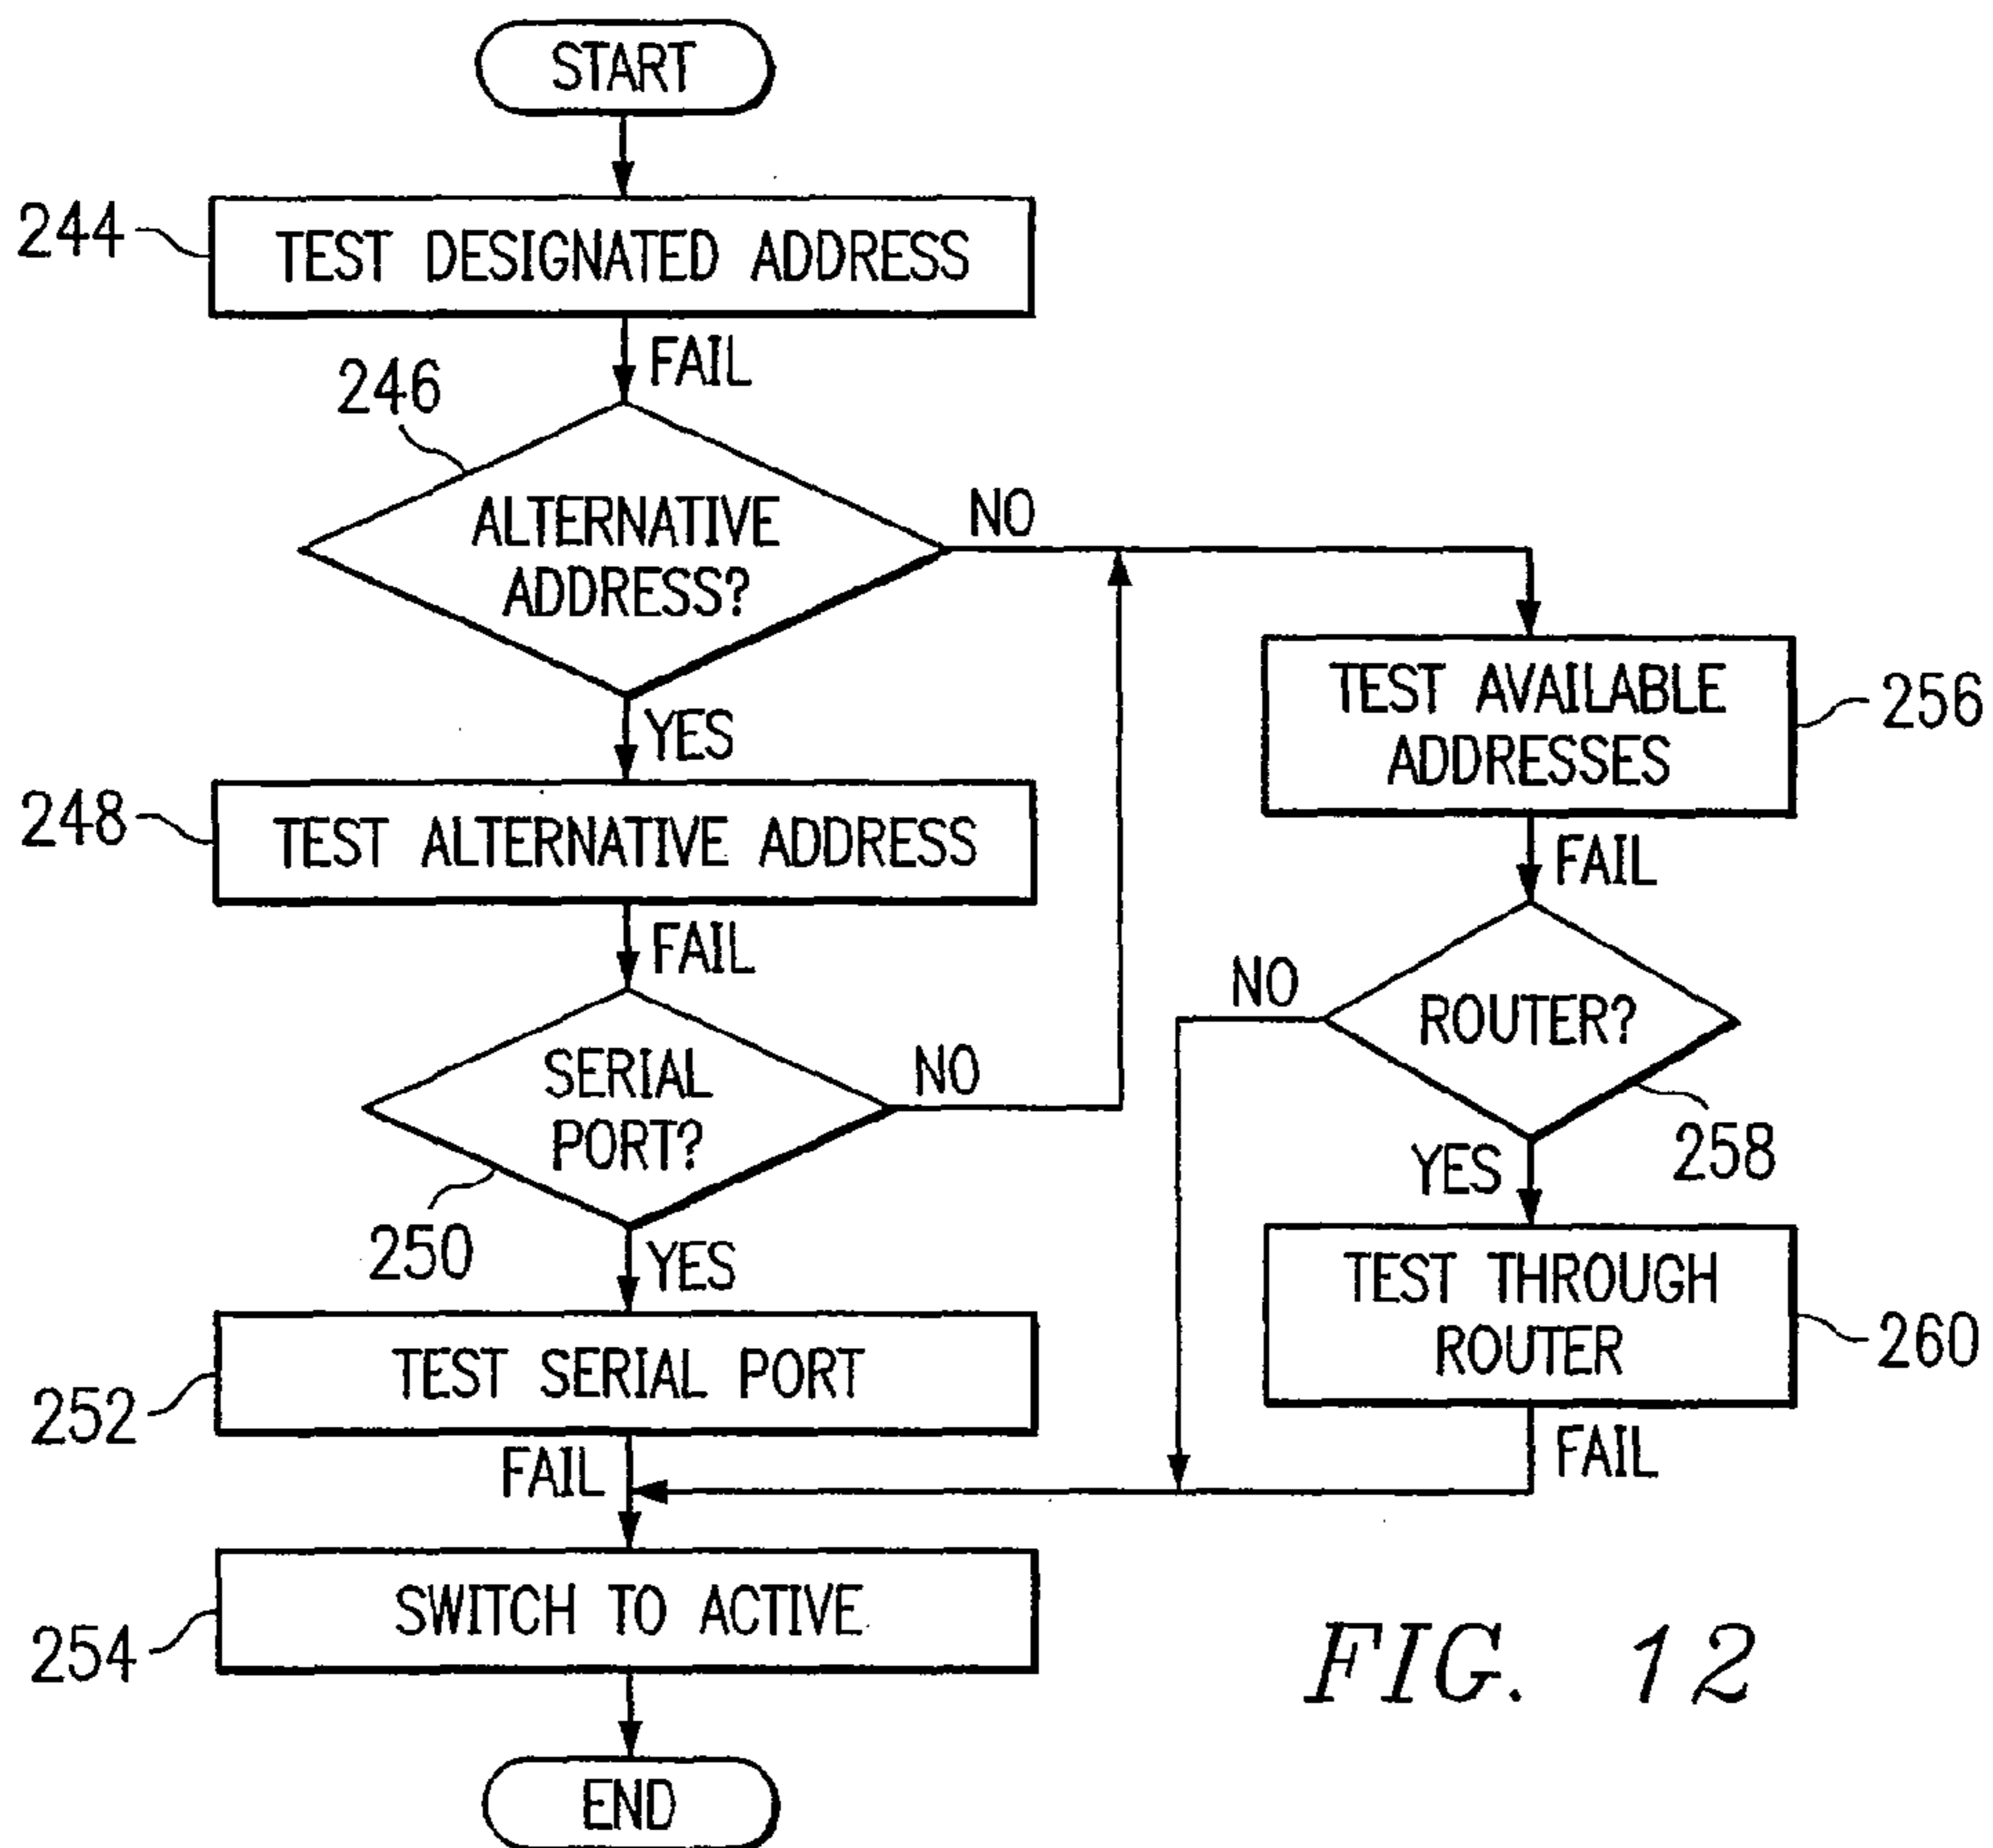 START
244
TEST DESIGNATED ADDRESS
FAIL
246
ALTERNATIVE
ADDRESS?
NO
YES
248
TEST ALTERNATIVE ADDRESS
FAIL
SERIAL
PORT?
NO
250
YES
252
TEST SERIAL PORT
FAIL
254
SWITCH TO ACTIVE
END
TEST AVAILABLE
ADDRESSES
256
FAIL
ROUTER?
NO
258
YES
TEST THROUGH
ROUTER
260
FAIL
FIG. 12